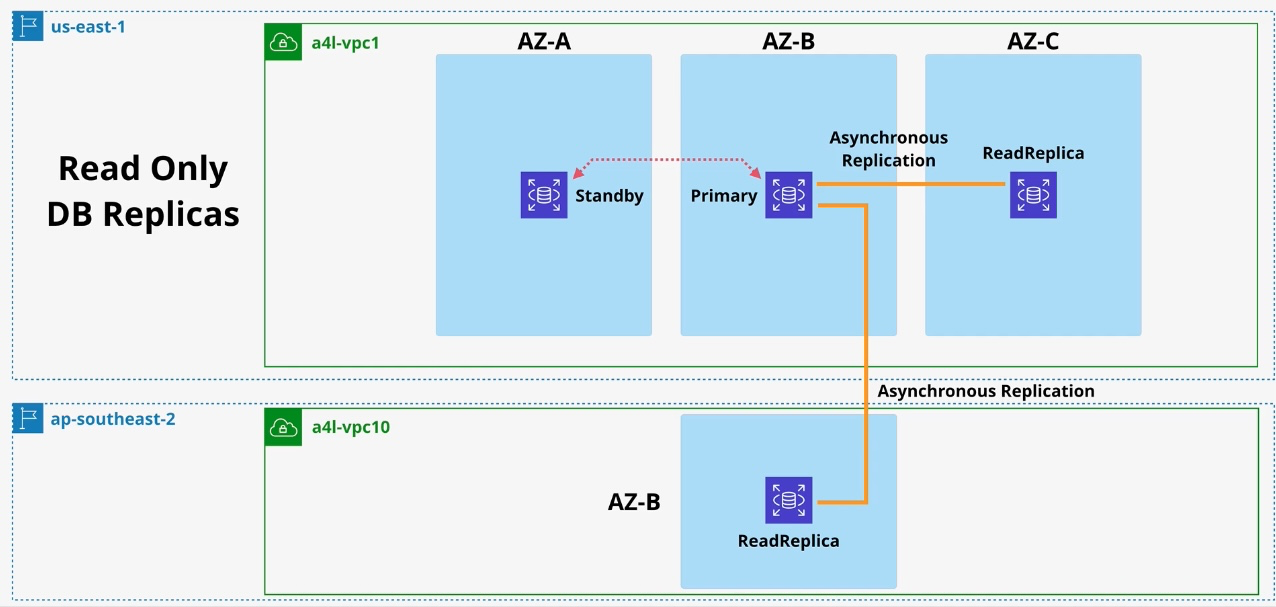 us-east-1
a4l-vpc1
AZ-A
AZ-B
AZ-C
Read Only
DB Replicas
Asynchronous
Replication
ReadReplica
Standby
Primary
Asynchronous Replication
ap-southeast-2
a4l-vpc10
AZ-B
ReadReplica